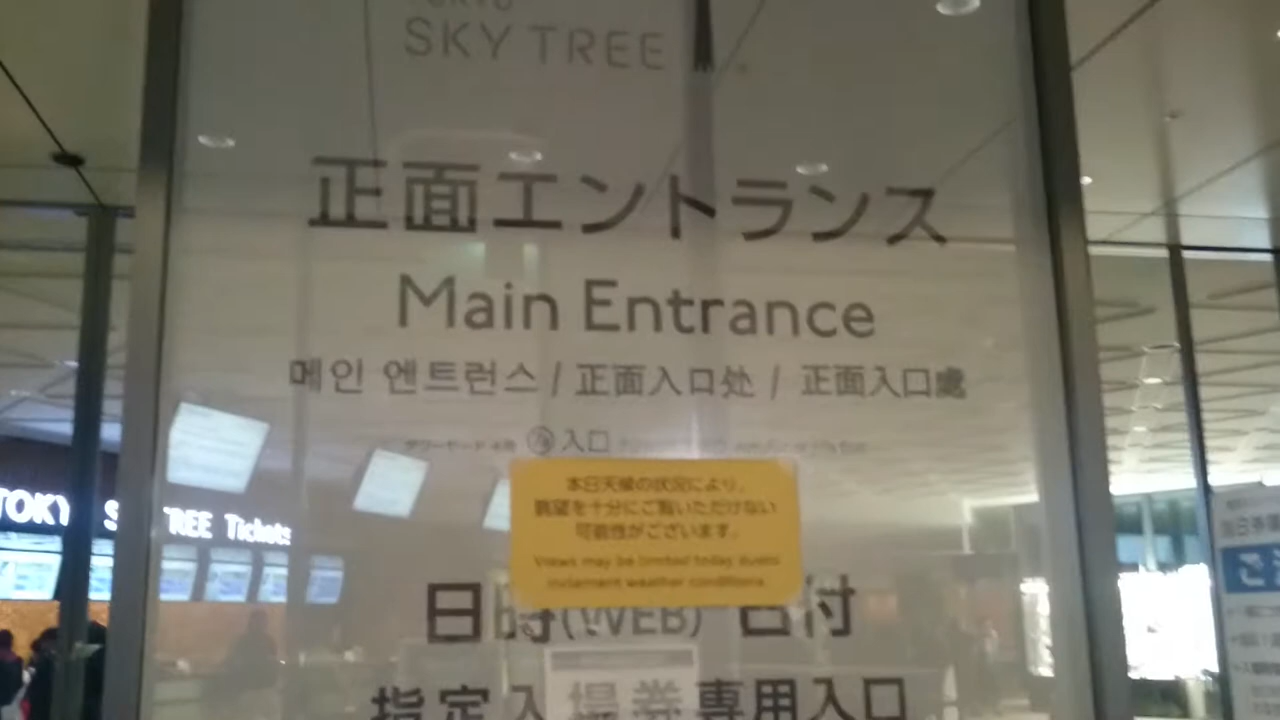 TOKYO
SKY TREE
正面エントランス
Main Entrance
메인 엔트런스 / 正面入口处 / 正面入口處
入口
本日天候の状況により、
眺望を十分にご覧いただけない
可能性がございます。
Views may be limited today due to
inclement weather conditions.
日時(WEB) 日付
指定入場券専用入口
TOKY S TREE Tickets